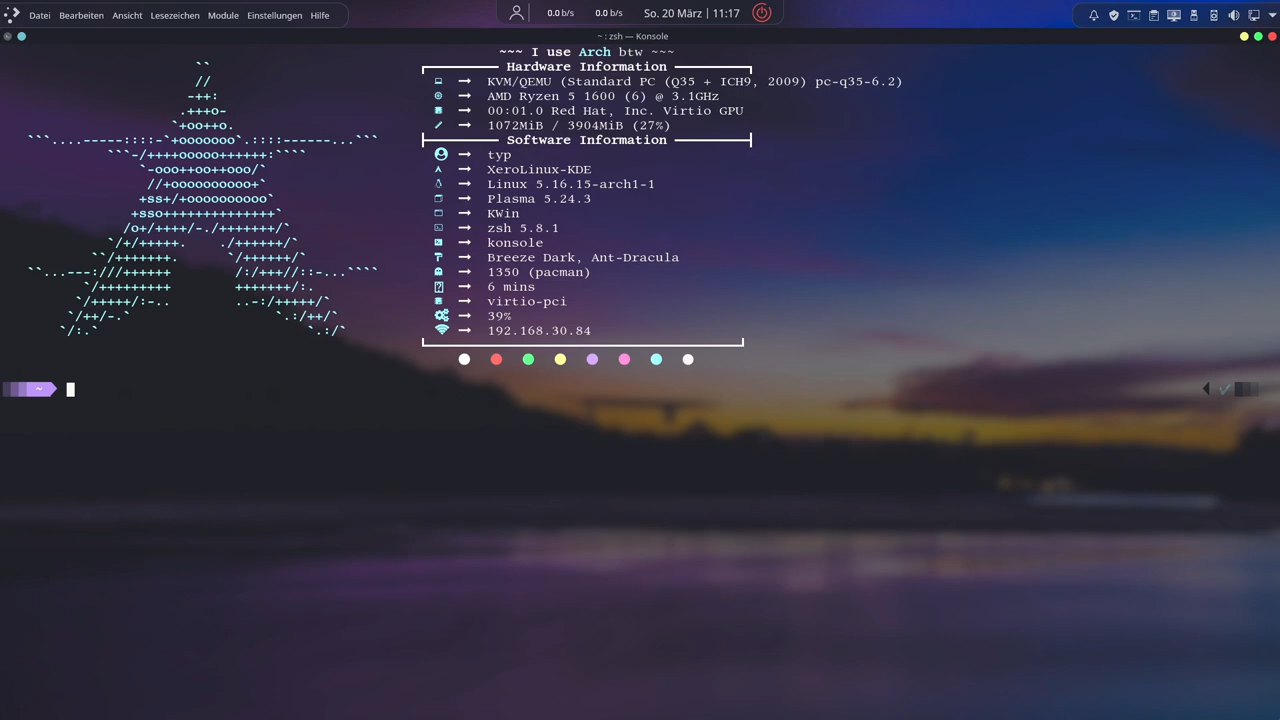 Datei Bearbeiten Ansicht Lesezeichen Module Einstellungen Hilfe
0.0 b/s 0.0 b/s So. 20 März | 11:17
~ : zsh — Konsole
~~~ I use Arch btw ~~~
Hardware Information
KVM/QEMU (Standard PC (Q35 + ICH9, 2009) pc-q35-6.2)
AMD Ryzen 5 1600 (6) @ 3.1GHz
00:01.0 Red Hat, Inc. Virtio GPU
1072MiB / 3904MiB (27%)
Software Information
typ
XeroLinux-KDE
Linux 5.16.15-arch1-1
Plasma 5.24.3
KWin
zsh 5.8.1
konsole
Breeze Dark, Ant-Dracula
1350 (pacman)
6 mins
virtio-pci
39%
192.168.30.84
~